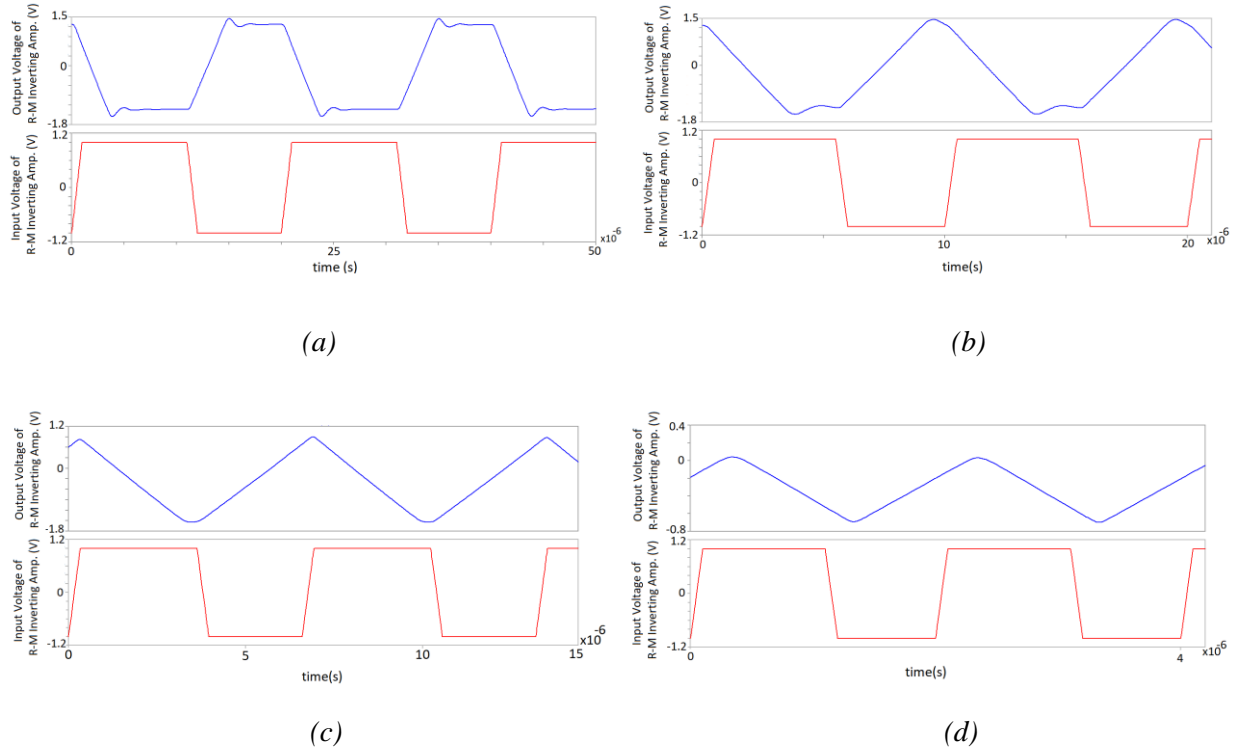 Output Voltage of
R-M Inverting Amp. (V)
1.5
0
-1.8
Input Voltage of
R-M Inverting Amp. (V)
1.2
0
-1.2
0
25
50
x10
-6
time (s)
(a)
Output Voltage of
R-M Inverting Amp. (V)
1.5
0
-1.8
Input Voltage of
R-M Inverting Amp. (V)
1.2
0
-1.2
0
10
20
x10
-6
time(s)
(b)
Output Voltage of
R-M Inverting Amp. (V)
1.2
0
-1.8
Input Voltage of
R-M Inverting Amp. (V)
1.2
0
-1.2
0
5
10
15
x10
-6
time(s)
(c)
Output Voltage of
R-M Inverting Amp. (V)
0.4
0
-0.8
Input Voltage of
R-M Inverting Amp. (V)
1.2
0
-1.2
0
4
x10
-6
time(s)
(d)